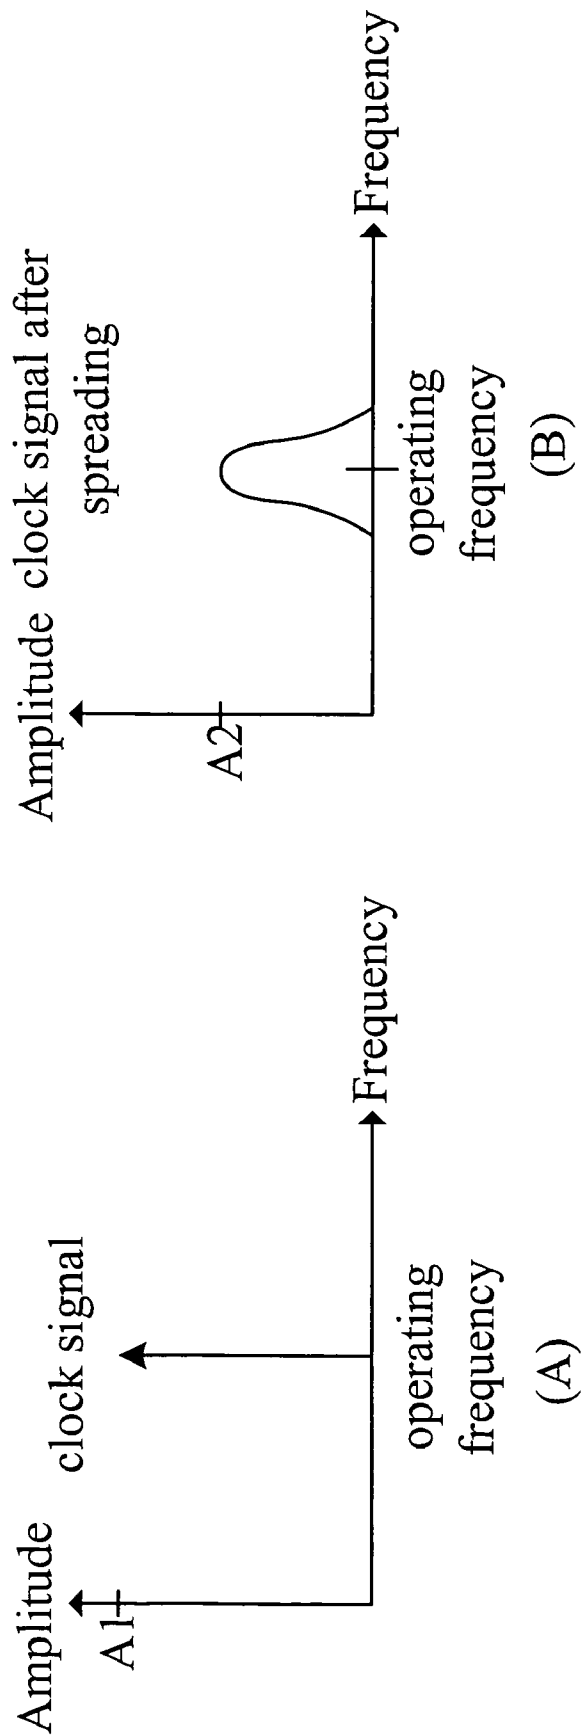 Amplitude
A1
clock signal
Frequency
operating
frequency
(A)
Amplitude
clock signal after
spreading
A2
Frequency
operating
frequency
(B)